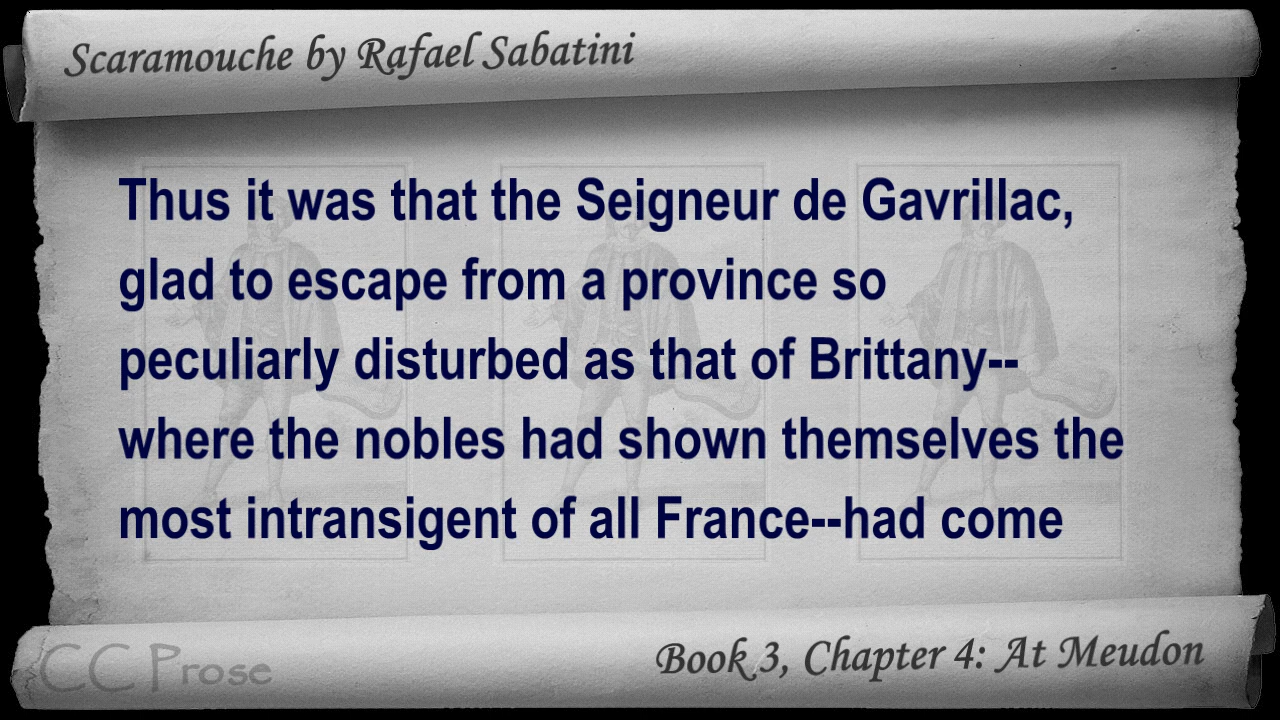 Scaramouche by Rafael Sabatini
Thus it was that the Seigneur de Gavrillac,
glad to escape from a province so
peculiarly disturbed as that of Brittany--
where the nobles had shown themselves the
most intransigent of all France--had come
CC Prose
Book 3, Chapter 4: At Meudon